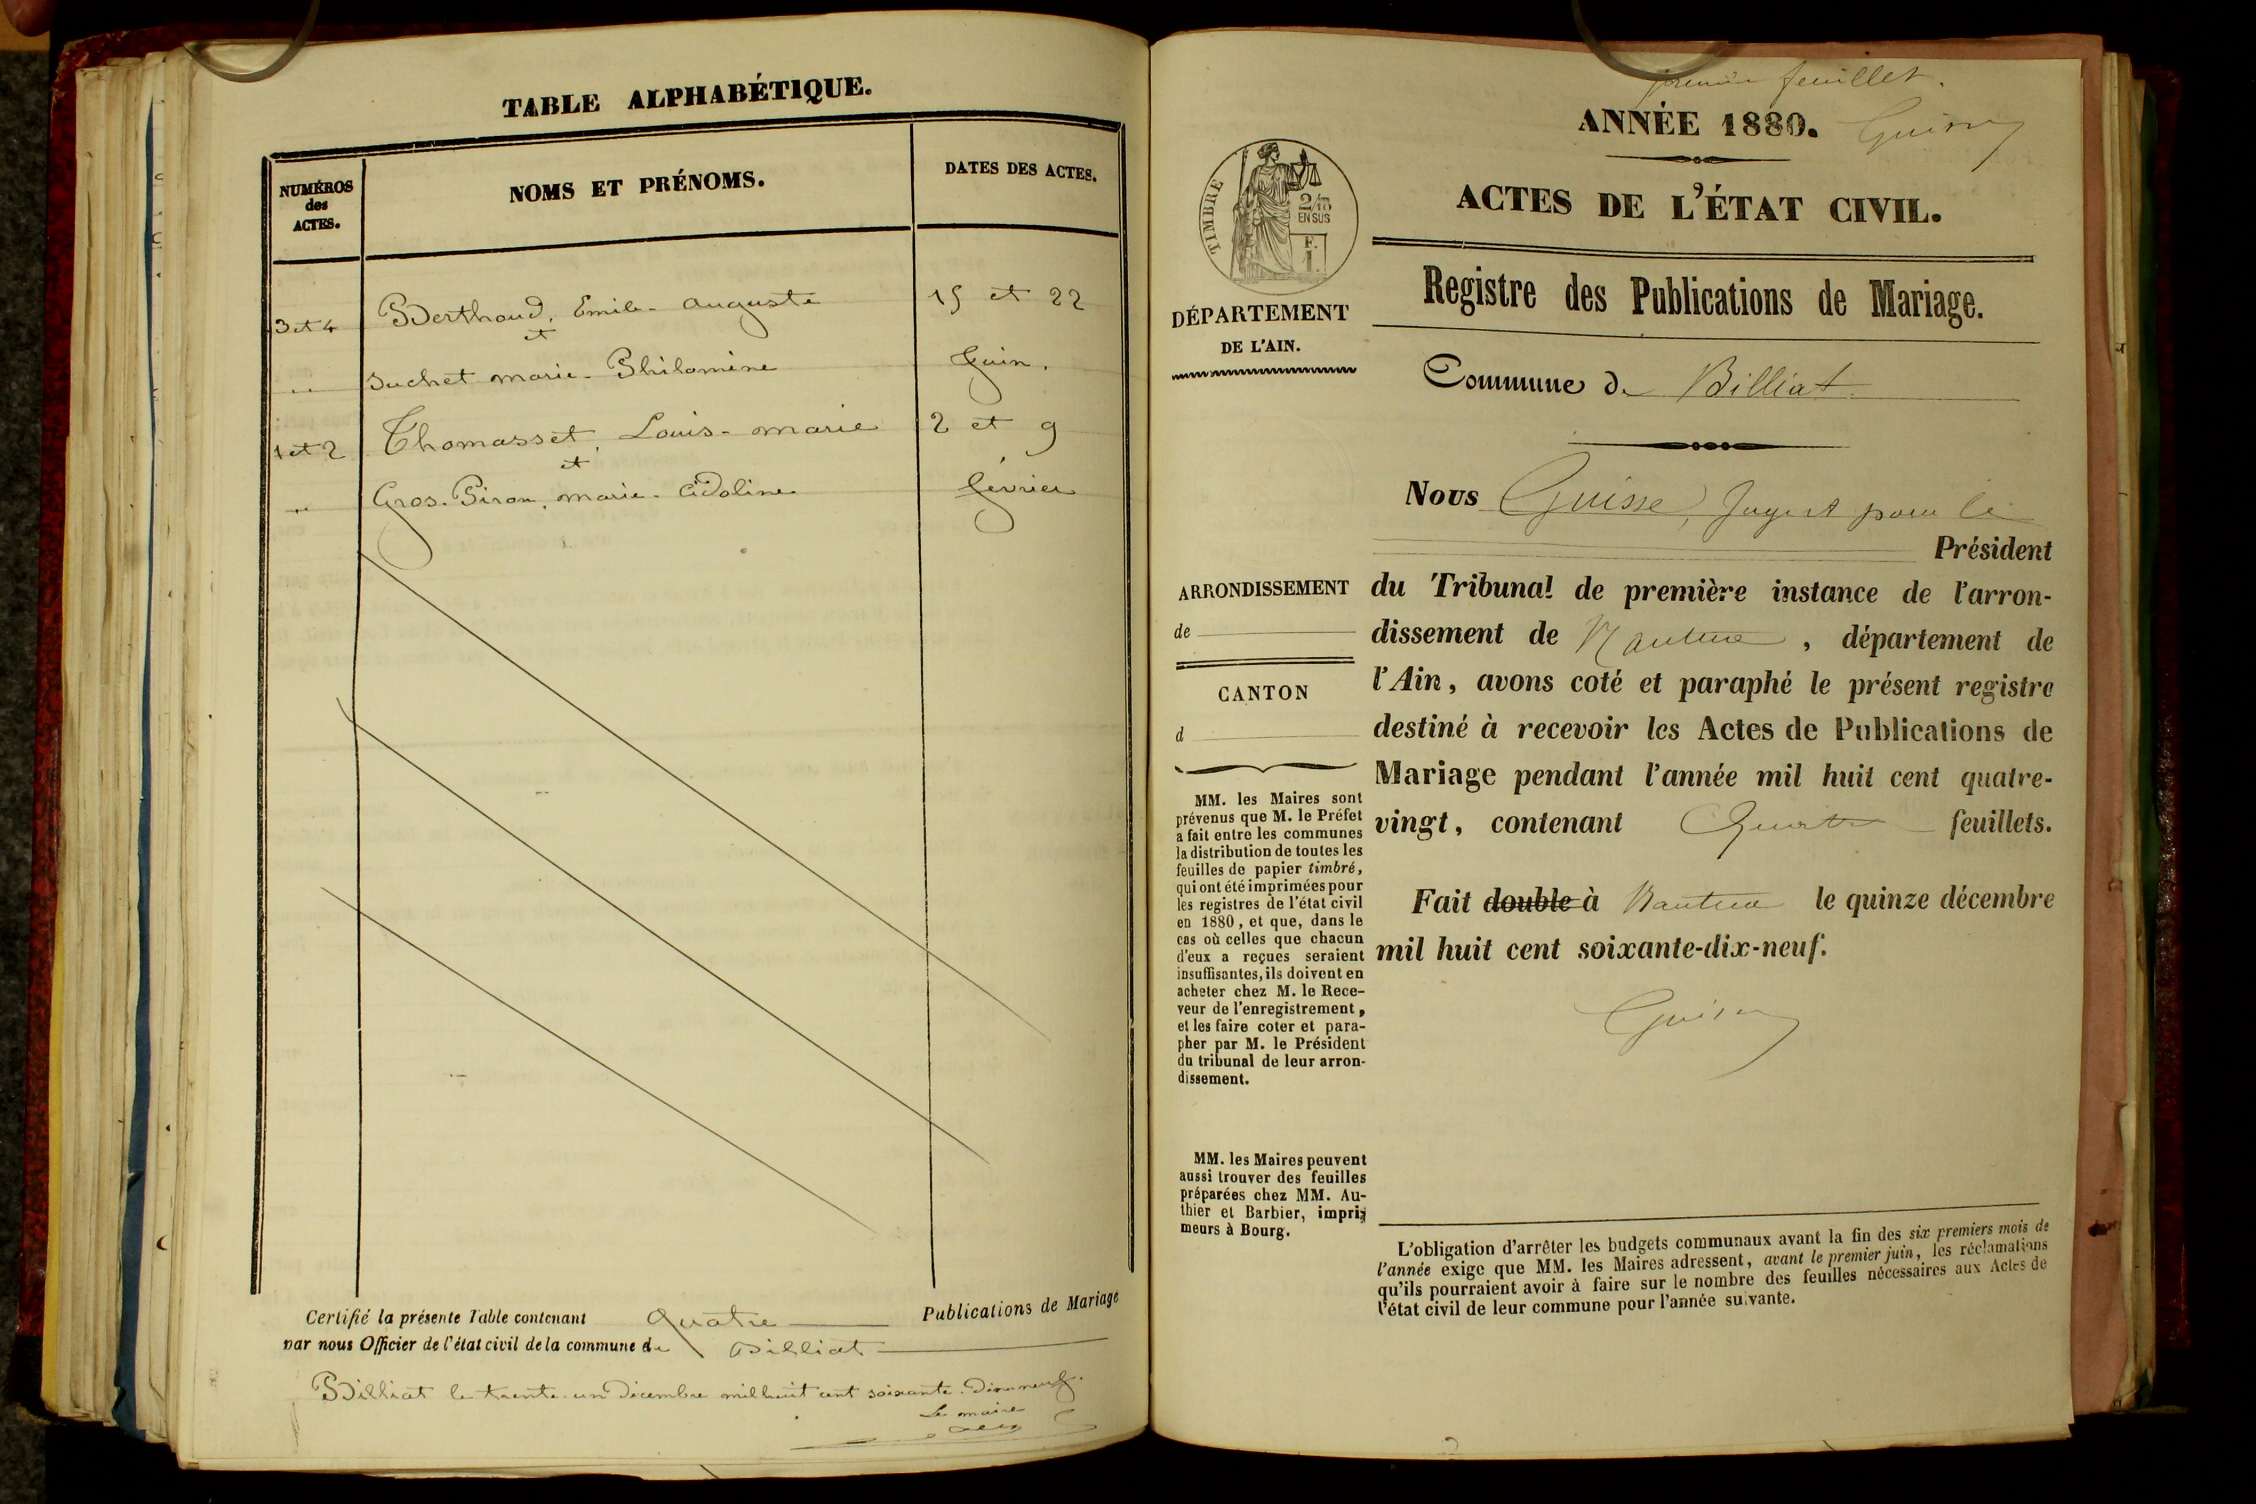 TABLE ALPHABÉTIQUE.
NUMÉROS
des
ACTES.
NOMS ET PRÉNOMS.
DATES DES ACTES.
3 et 4 Berthoud, Emile-Auguste 15 et 22
et
" Suchet marie-Philomène Juin.
1 et 2 Thomasset Louis-marie 2 et 9
et
" Gros-Piron, marie- février
Certifié la présente Table contenant quatre Publications de Mariage
par nous Officier de l'état civil de la commune de Billiat
Billiat le trente-un Décembre mil huit cent soixante-Dix-neuf.
Le maire
premier feuillet.
ANNÉE 1880. Guisse
ACTES DE L'ÉTAT CIVIL.
TIMBRE
2/10
EN SUS
F.
1.
Registre des Publications de Mariage.
DÉPARTEMENT
DE L'AIN.
Commune de Billiat
Nous Guisse, Juge et pour le
Président
du Tribunal de première instance de l'arron-
dissement de Nantua, département de
l'Ain, avons coté et paraphé le présent registre
destiné à recevoir les Actes de Publications de
Mariage pendant l'année mil huit cent quatre-
vingt, contenant Quatre feuillets.
Fait double à Nantua le quinze décembre
mil huit cent soixante-dix-neuf.
Guisse
ARRONDISSEMENT
de
CANTON
d
MM. les Maires sont
prévenus que M. le Préfet
a fait entre les communes
la distribution de toutes les
feuilles de papier timbré,
qui ont été imprimées pour
les registres de l'état civil
en 1880, et que, dans le
cas où celles que chacun
d'eux a reçues seraient
insuffisantes, ils doivent en
acheter chez M. le Rece-
veur de l'enregistrement,
et les faire coter et para-
pher par M. le Président
du tribunal de leur arron-
dissement.
MM. les Maires peuvent
aussi trouver des feuilles
préparées chez MM. Au-
thier et Barbier, impri-
meurs à Bourg.
L'obligation d'arrêter les budgets communaux avant la fin des six premiers mois de
l'année exige que MM. les Maires adressent, avant le premier juin, les réclamations
qu'ils pourraient avoir à faire sur le nombre des feuilles nécessaires aux Actes de
l'état civil de leur commune pour l'année suivante.